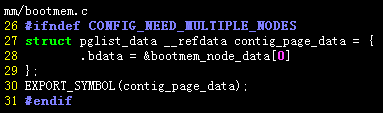 mm/bootmem.c
26 #ifndef CONFIG_NEED_MULTIPLE_NODES
27 struct pglist_data __refdata contig_page_data = {
28         .bdata = &bootmem_node_data[0]
29 };
30 EXPORT_SYMBOL(contig_page_data);
31 #endif